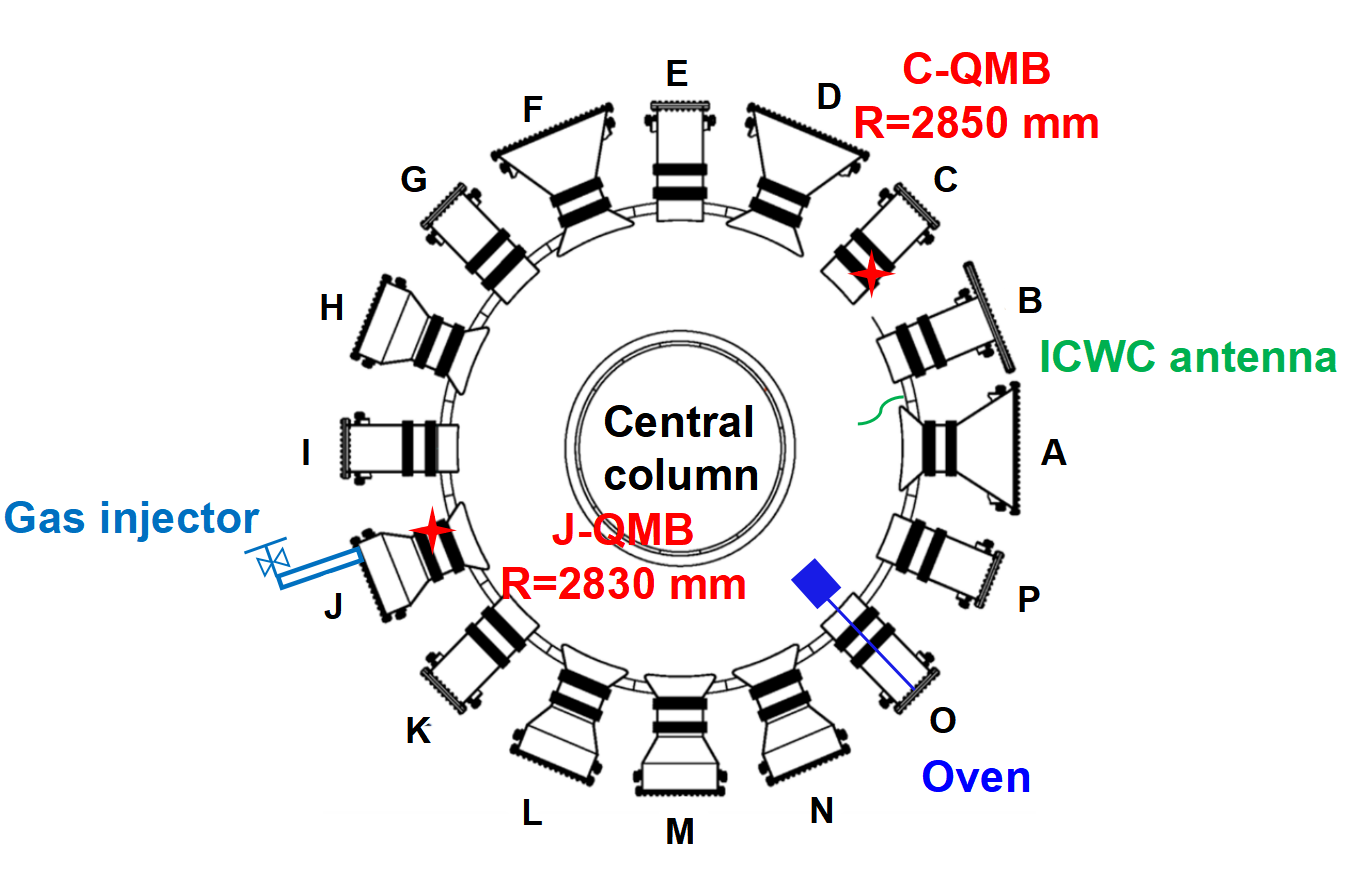 C-QMB
R=2850 mm
E
D
F
G
C
H
B
ICWC antenna
Central
column
I
A
Gas injector
J-QMB
R=2830 mm
J
P
K
O
Oven
L
M
N